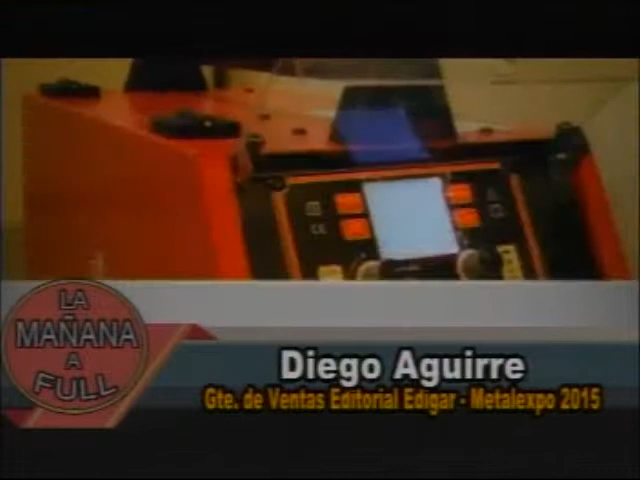 LA
MAÑANA
A
FULL
Diego Aguirre
Gte. de Ventas Editorial Edigar - Metalexpo 2015